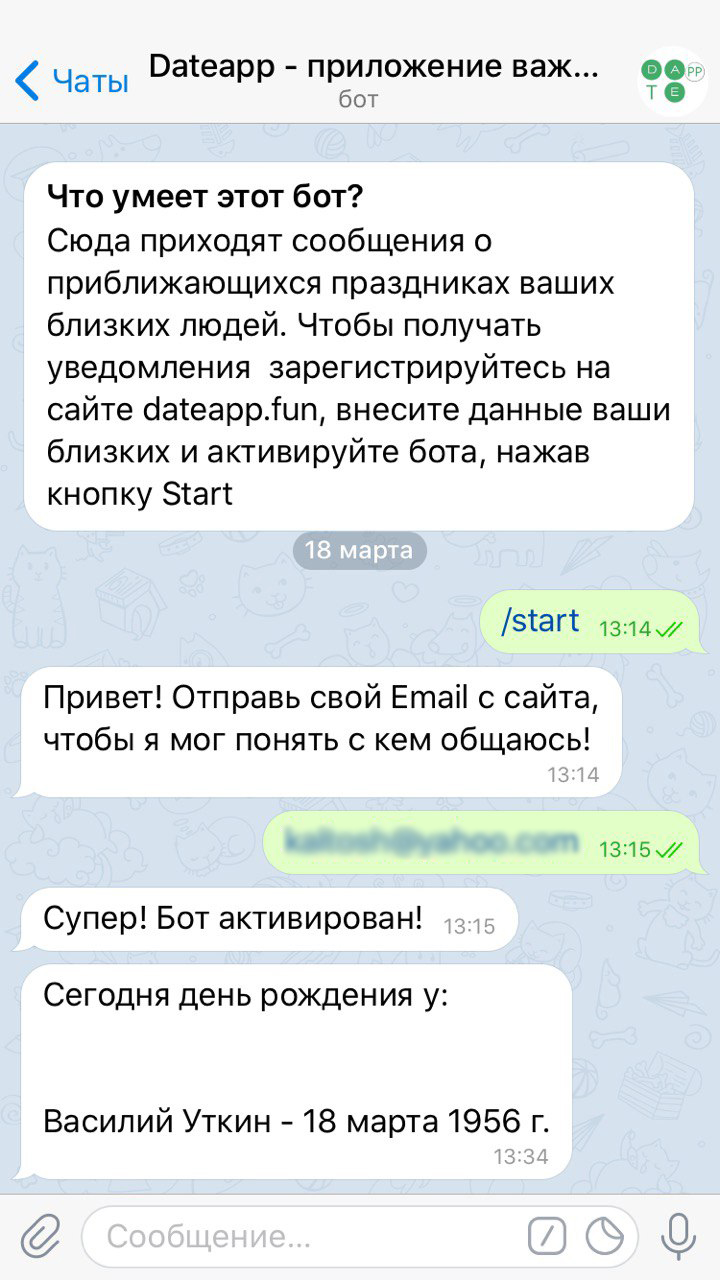 Чаты
Dateapp - приложение важ...
бот
D A PP
T E
Что умеет этот бот?
Сюда приходят сообщения о
приближающихся праздниках ваших
близких людей. Чтобы получать
уведомления  зарегистрируйтесь на
сайте dateapp.fun, внесите данные ваши
близких и активируйте бота, нажав
кнопку Start
18 марта
/start 13:14
Привет! Отправь свой Email с сайта,
чтобы я мог понять с кем общаюсь!
13:14
13:15
Супер! Бот активирован! 13:15
Сегодня день рождения у:
Василий Уткин - 18 марта 1956 г.
13:34
Сообщение...